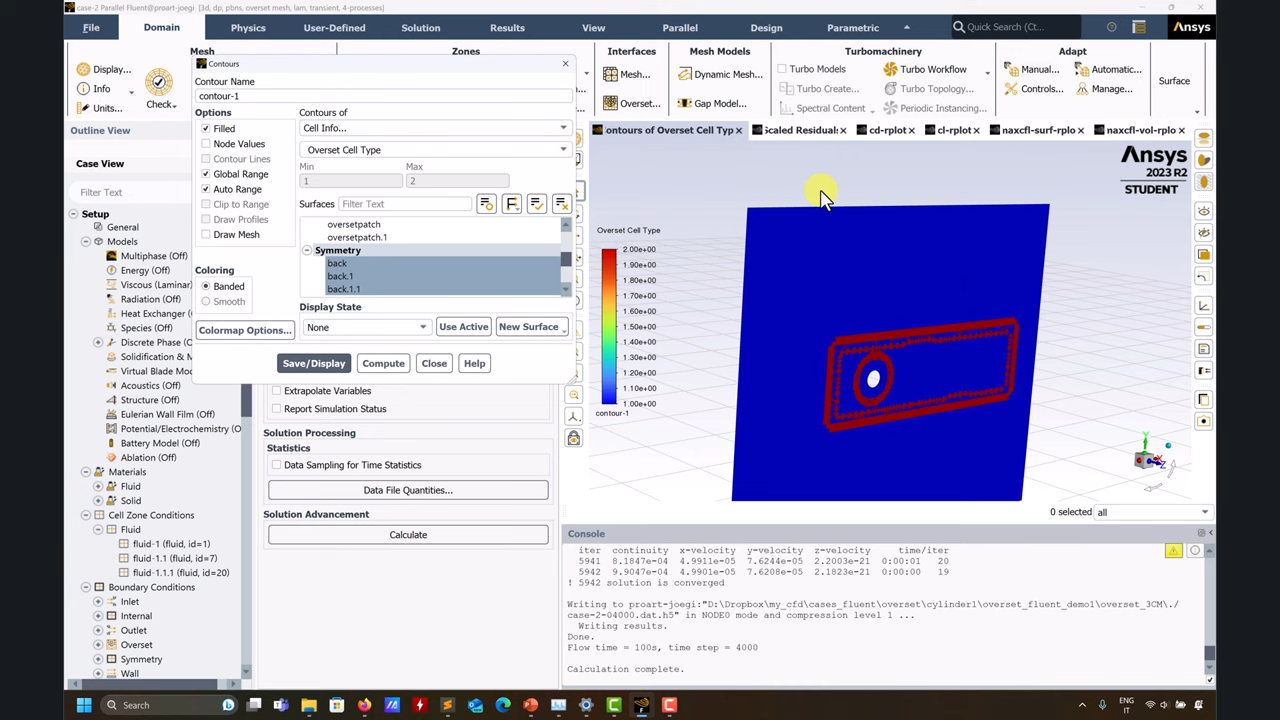 case-2 Parallel Fluent@proart-joegi [3d, dp, pbns, overset mesh, lam, transient, 4-processes]
File
Domain
Physics
User-Defined
Solution
Results
View
Parallel
Design
Parametric
Quick Search (Ct...
Ansys
Mesh
Zones
Interfaces
Mesh Models
Turbomachinery
Adapt
Display...
Info
Units...
Check
Mesh...
Overset...
Dynamic Mesh...
Gap Model...
Turbo Models
Turbo Create...
Spectral Content
Turbo Workflow
Turbo Topology...
Periodic Instancing...
Manual...
Automatic...
Controls...
Manage...
Surface
Outline View
Case View
Filter Text
Setup
General
Models
Multiphase (Off)
Energy (Off)
Viscous (Laminar)
Radiation (Off)
Heat Exchanger
Species (Off)
Discrete Phase
Solidification &
Virtual Blade Mod
Acoustics (Off)
Structure (Off)
Eulerian Wall Film (Off)
Potential/Electrochemistry
Battery Model (Off)
Ablation (Off)
Materials
Fluid
Solid
Cell Zone Conditions
Fluid
fluid-1 (fluid, id=1)
fluid-1.1 (fluid, id=7)
fluid-1.1.1 (fluid, id=20)
Boundary Conditions
Inlet
Internal
Outlet
Overset
Symmetry
Wall
Contours
Contour Name
contour-1
Options
Filled
Node Values
Contour Lines
Global Range
Auto Range
Clip to Range
Draw Profiles
Draw Mesh
Coloring
Banded
Smooth
Colormap Options...
Contours of
Cell Info...
Overset Cell Type
Min
Max
1
2
Surfaces
Filter Text
oversetpatch
oversetpatch.1
Symmetry
back
back.1
back.1.1
Display State
None
Use Active
New Surface
Save/Display
Compute
Close
Help
Extrapolate Variables
Report Simulation Status
Solution Processing
Statistics
Data Sampling for Time Statistics
Data File Quantities...
Solution Advancement
Calculate
ontours of Overset Cell Typ
Scaled Residual
cd-rplot
cl-rplot
naxcfl-surf-rplo
naxcfl-vol-rplo
Ansys
2023 R2
STUDENT
Overset Cell Type
2.00e+00
1.90e+00
1.80e+00
1.70e+00
1.60e+00
1.50e+00
1.40e+00
1.30e+00
1.20e+00
1.10e+00
1.00e+00
contour-1
Y
X
Z
0 selected
all
Console
iter continuity x-velocity y-velocity z-velocity time/iter
5941 8.1847e-04 4.9911e-05 7.6244e-05 2.2003e-21 0:00:01 20
5942 9.9047e-04 4.9901e-05 7.6208e-05 2.1823e-21 0:00:00 19
! 5942 solution is converged
Writing to proart-joegi:"D:\Dropbox\my_cfd\cases_fluent\overset\cylinder1\overset_fluent_demo1\overset_3CM\./
case-2-04000.dat.h5" in NODE0 mode and compression level 1 ...
Writing results.
Done.
Flow time = 100s, time step = 4000
Calculation complete.
Search
ENG
IT